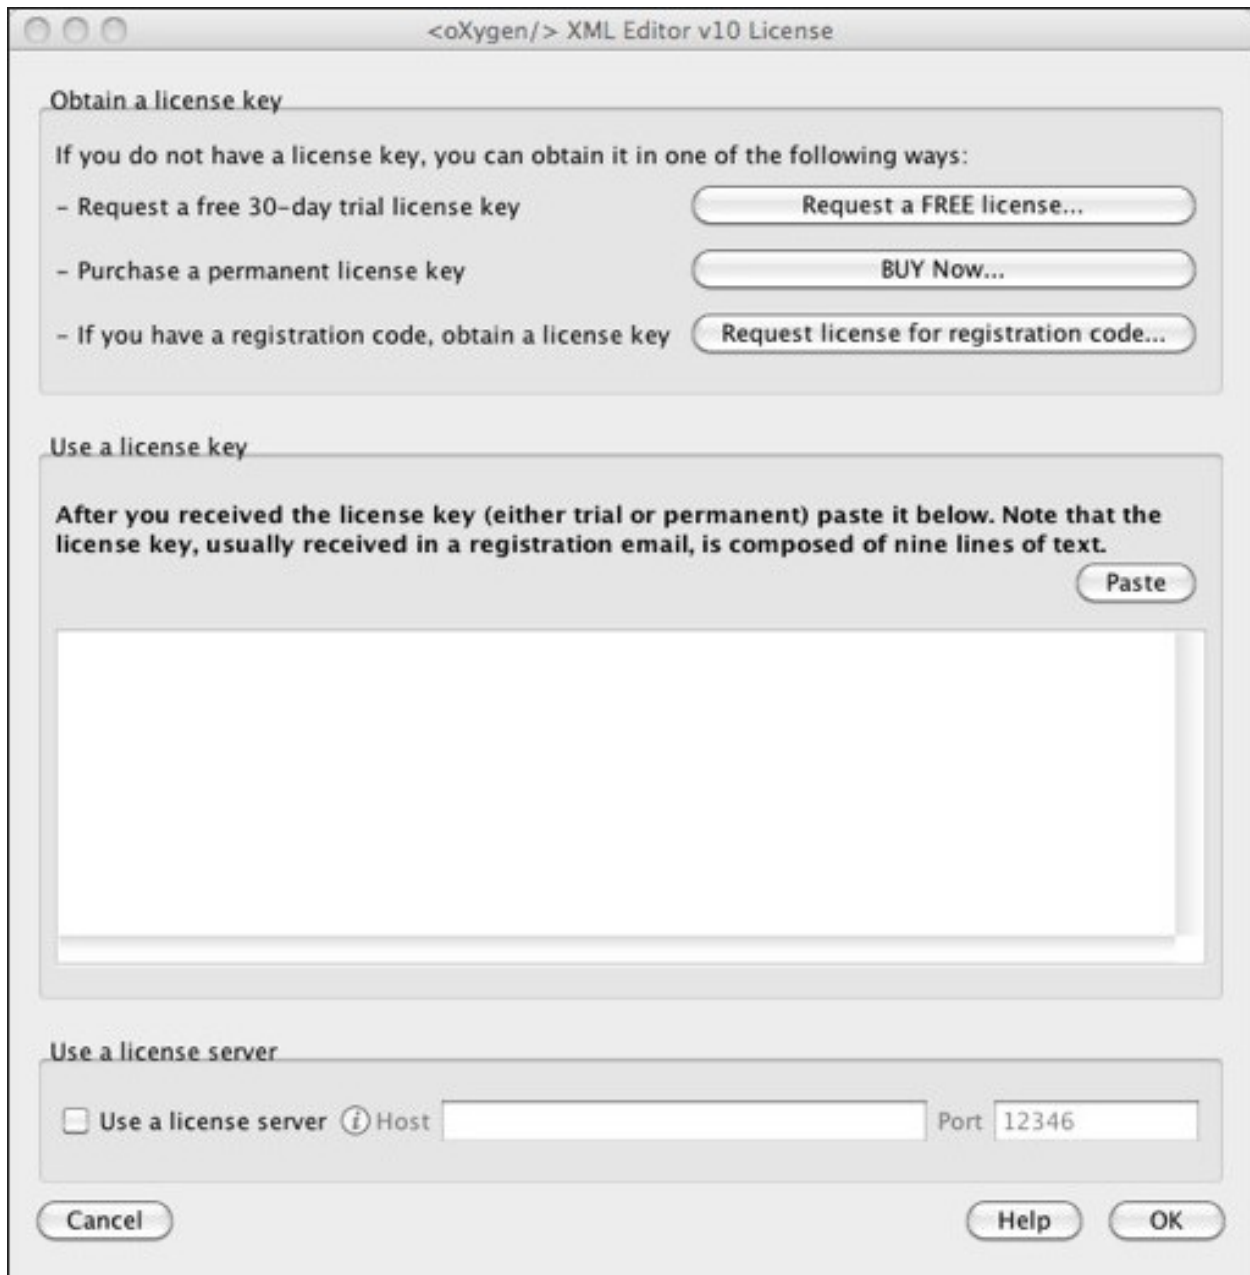 <oXygen/> XML Editor v10 License
Obtain a license key
If you do not have a license key, you can obtain it in one of the following ways:
– Request a free 30-day trial license key Request a FREE license...
– Purchase a permanent license key BUY Now...
– If you have a registration code, obtain a license key Request license for registration code...
Use a license key
After you received the license key (either trial or permanent) paste it below. Note that the
license key, usually received in a registration email, is composed of nine lines of text.
Paste
Use a license server
Use a license server i Host Port 12346
Cancel Help OK